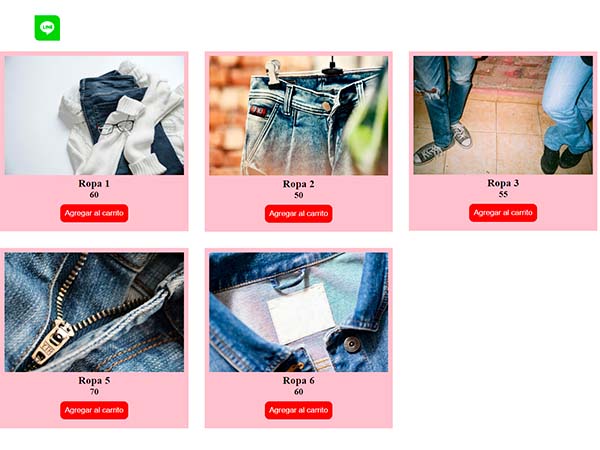 LINE
Ropa 1
60
Agregar al carrito
Ropa 2
50
Agregar al carrito
Ropa 3
55
Agregar al carrito
Ropa 5
70
Agregar al carrito
Ropa 6
60
Agregar al carrito